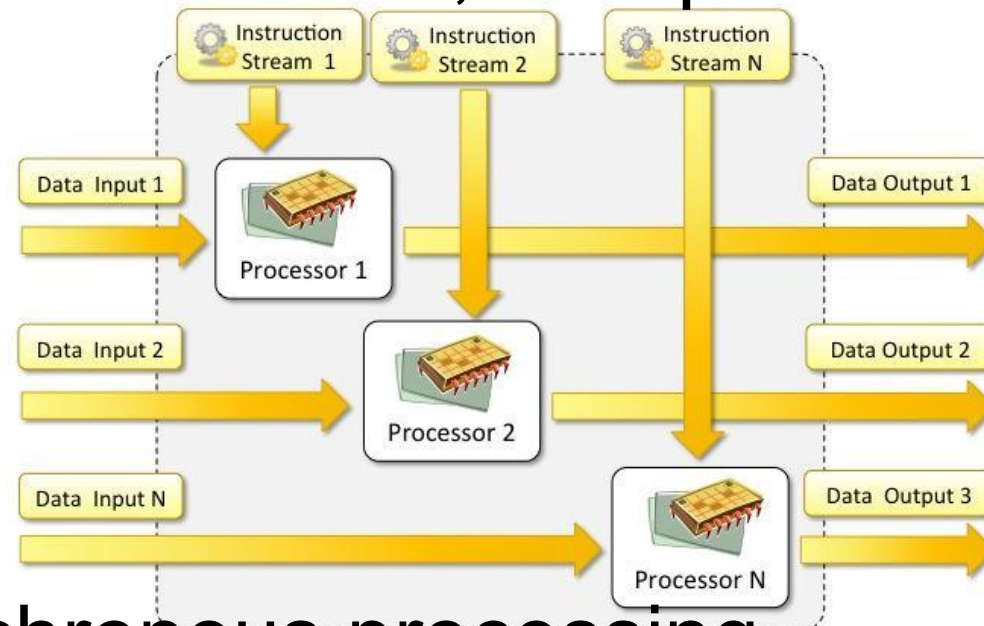 Instruction
Stream 1
Instruction
Stream 2
Instruction
Stream N
Data Input 1
Data Output 1
Processor 1
Data Input 2
Data Output 2
Processor 2
Data Input N
Data Output 3
Processor N
processing